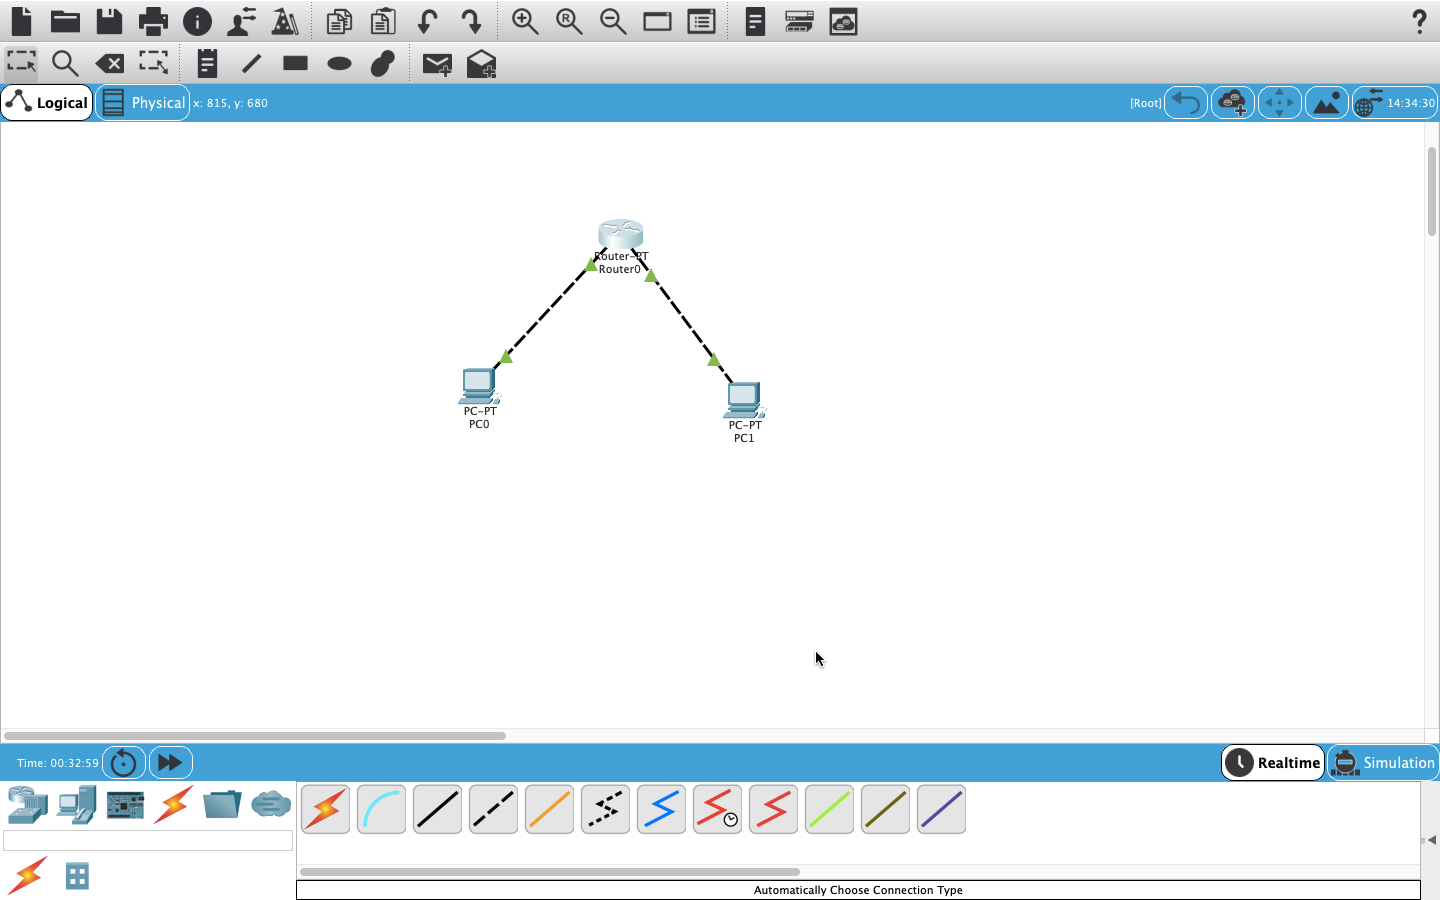 ?
R
Logical
Physical
x: 815, y: 680
[Root]
14:34:30
Router-PT
Router0
PC-PT
PC0
PC-PT
PC1
Time: 00:32:59
Realtime
Simulation
Automatically Choose Connection Type